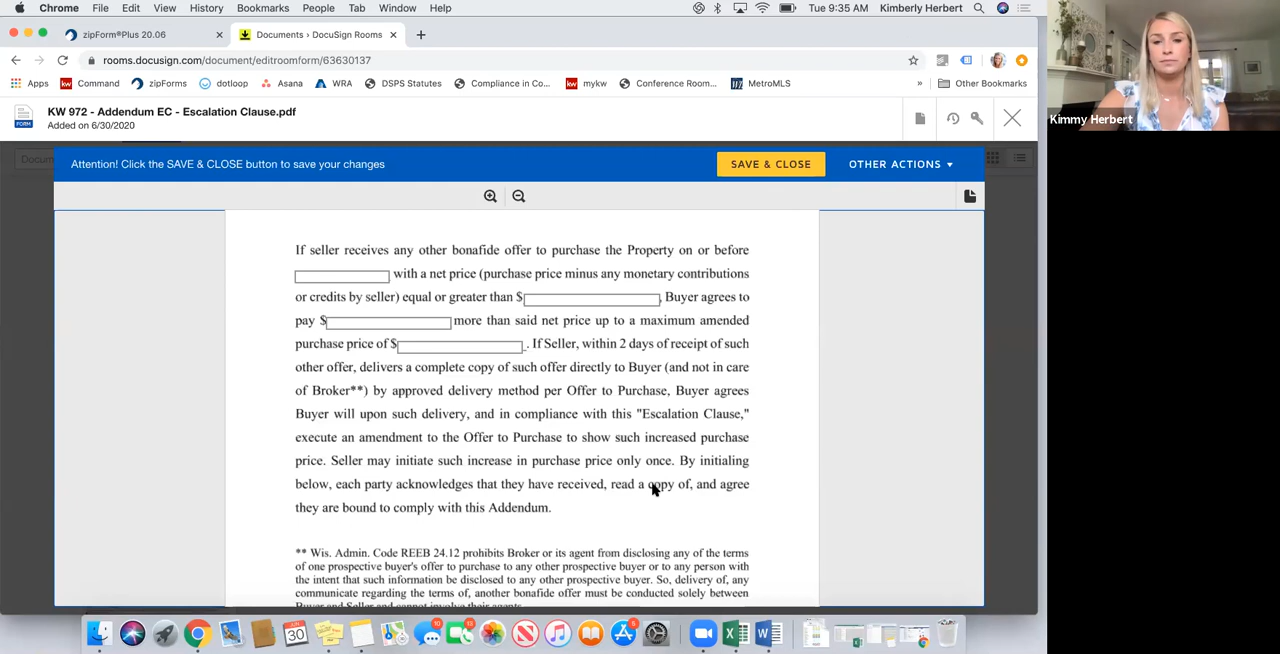 Chrome File Edit View History Bookmarks People Tab Window Help Tue 9:35 AM Kimberly Herbert
zipForm®Plus 20.06 Documents | DocuSign Rooms
rooms.docusign.com/document/editroomform/63630137
Apps Command zipForms dotloop Asana WRA DSPS Statutes Compliance in Co... mykw Conference Room... MetroMLS » Other Bookmarks
KW 972 - Addendum EC - Escalation Clause.pdf
FORM
Added on 6/30/2020
Kimmy Herbert
Docum
Attention! Click the SAVE & CLOSE button to save your changes SAVE & CLOSE OTHER ACTIONS
If seller receives any other bonafide offer to purchase the Property on or before
with a net price (purchase price minus any monetary contributions
or credits by seller) equal or greater than $ , Buyer agrees to
pay $ more than said net price up to a maximum amended
purchase price of $ . If Seller, within 2 days of receipt of such
other offer, delivers a complete copy of such offer directly to Buyer (and not in care
of Broker**) by approved delivery method per Offer to Purchase, Buyer agrees
Buyer will upon such delivery, and in compliance with this "Escalation Clause,"
execute an amendment to the Offer to Purchase to show such increased purchase
price. Seller may initiate such increase in purchase price only once. By initialing
below, each party acknowledges that they have received, read a copy of, and agree
they are bound to comply with this Addendum.
** Wis. Admin. Code REEB 24.12 prohibits Broker or its agent from disclosing any of the terms
of one prospective buyer's offer to purchase to any other prospective buyer or to any person with
the intent that such information be disclosed to any other prospective buyer. So, delivery of, any
communicate regarding the terms of, another bonafide offer must be conducted solely between
Buyer and Seller and cannot involve their agents.
JUN
30